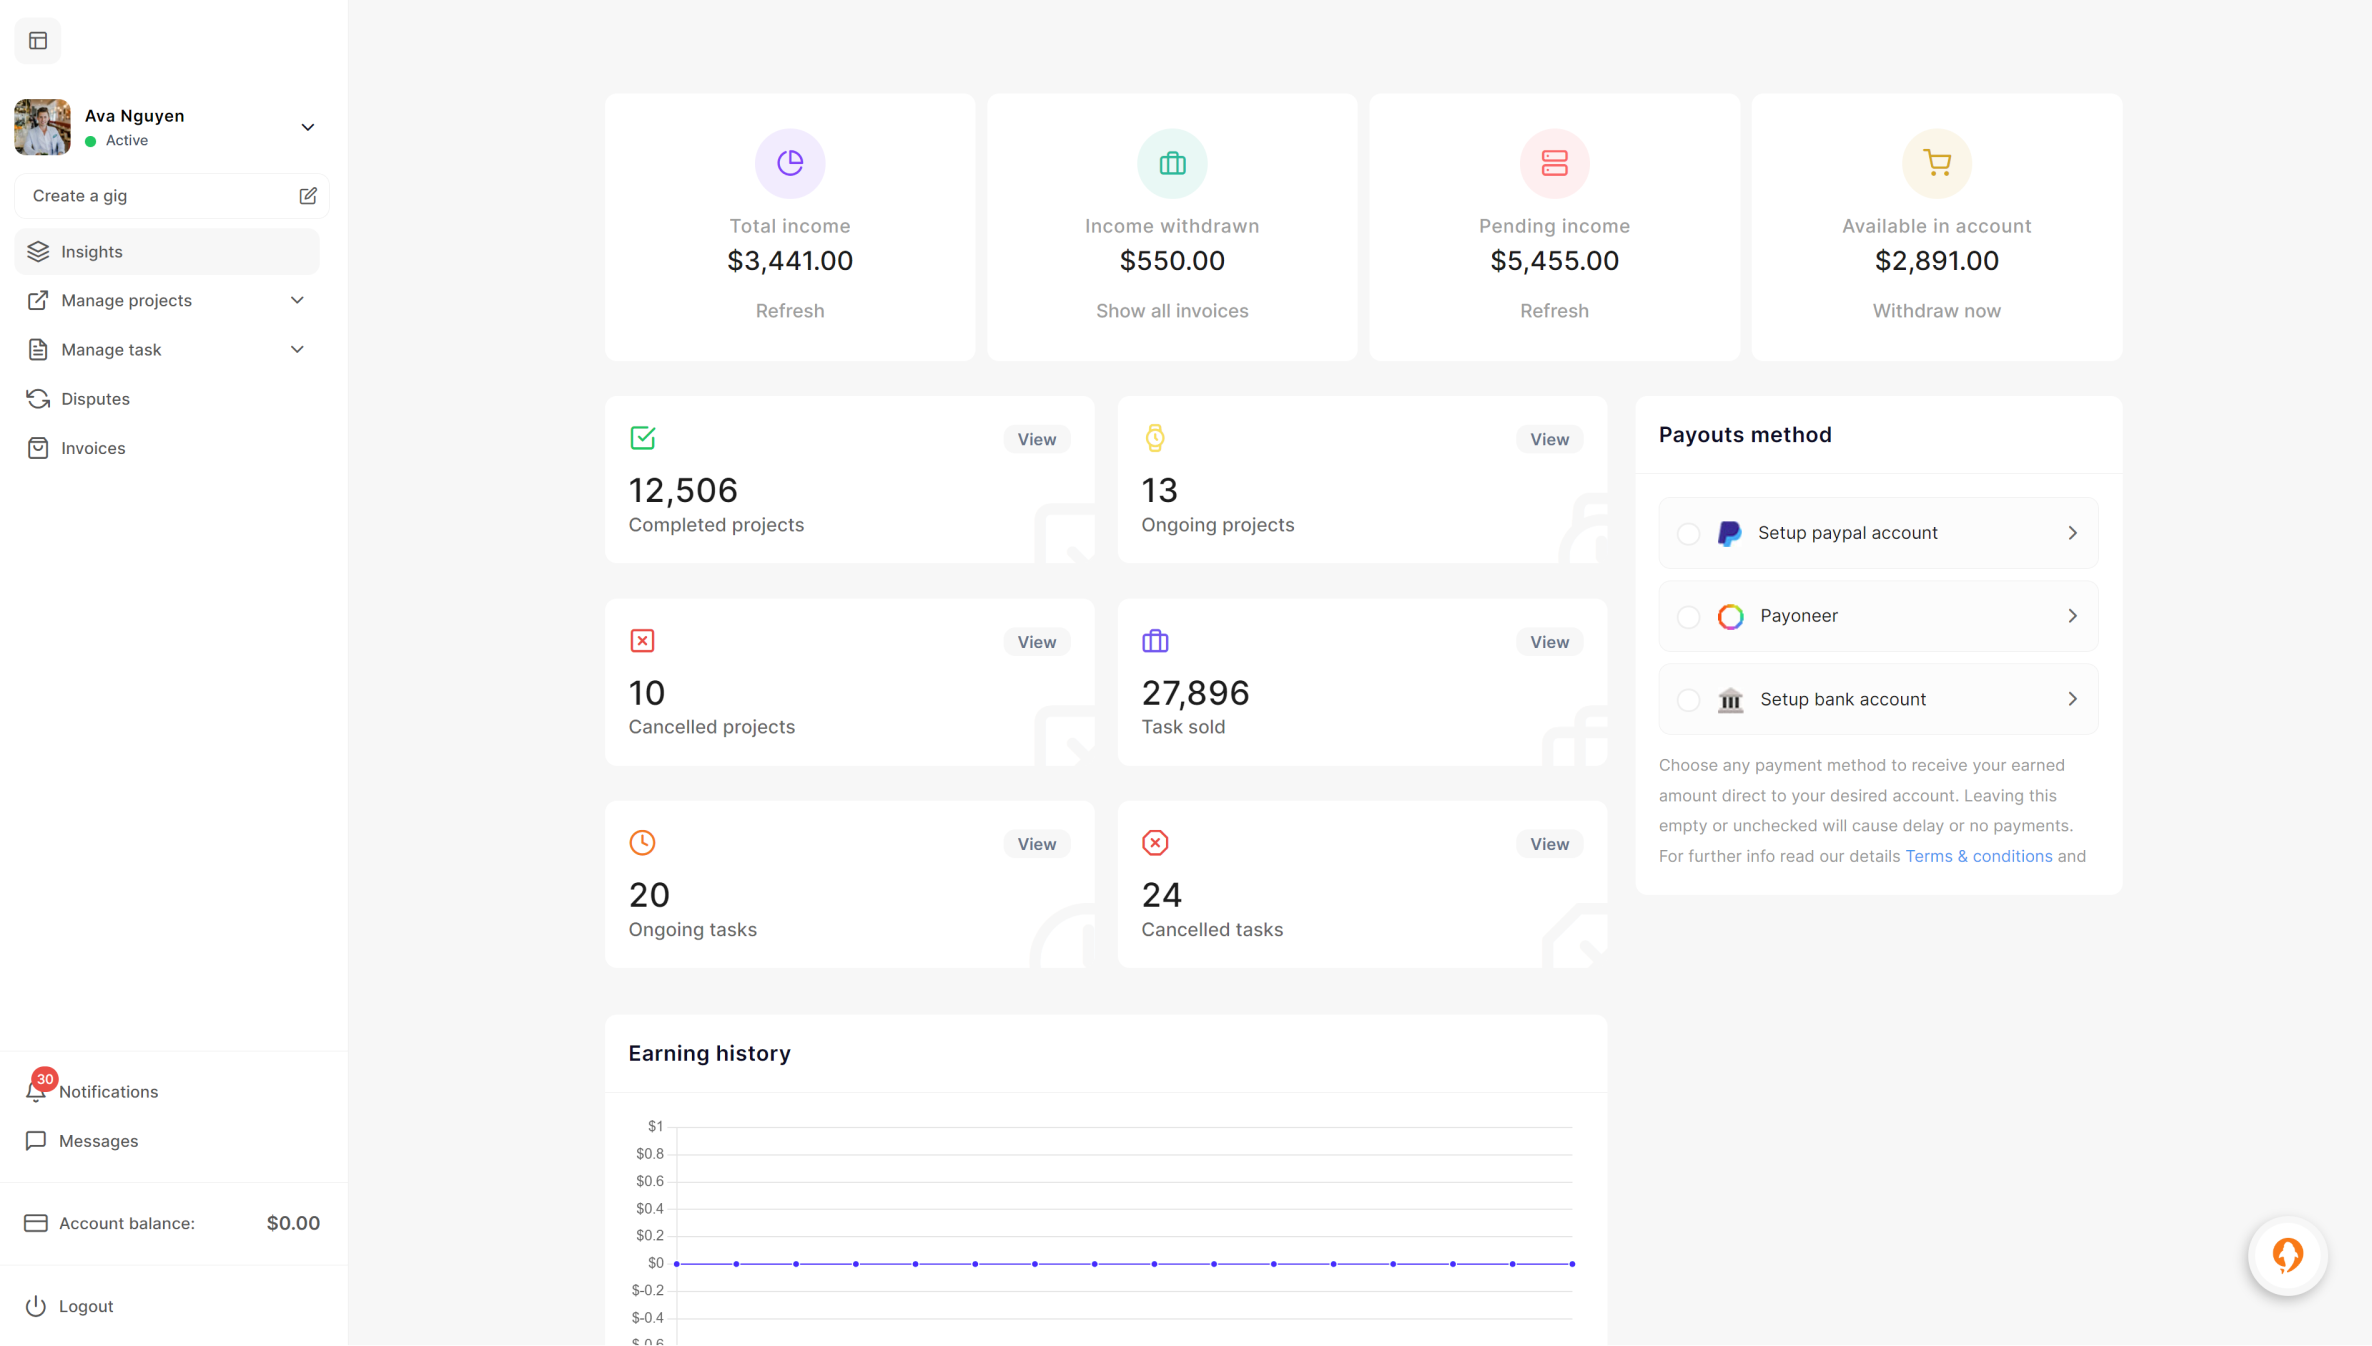 Ava Nguyen
Active
Create a gig
Insights
Manage projects
Manage task
Disputes
Invoices
30
Notifications
Messages
Account balance: $0.00
Logout
Total income
$3,441.00
Refresh
Income withdrawn
$550.00
Show all invoices
Pending income
$5,455.00
Refresh
Available in account
$2,891.00
Withdraw now
View
12,506
Completed projects
View
13
Ongoing projects
View
10
Cancelled projects
View
27,896
Task sold
View
20
Ongoing tasks
View
24
Cancelled tasks
Payouts method
Setup paypal account
Payoneer
Setup bank account
Choose any payment method to receive your earned
amount direct to your desired account. Leaving this
empty or unchecked will cause delay or no payments.
For further info read our details Terms & conditions and
Earning history
$1
$0.8
$0.6
$0.4
$0.2
$0
$-0.2
$-0.4